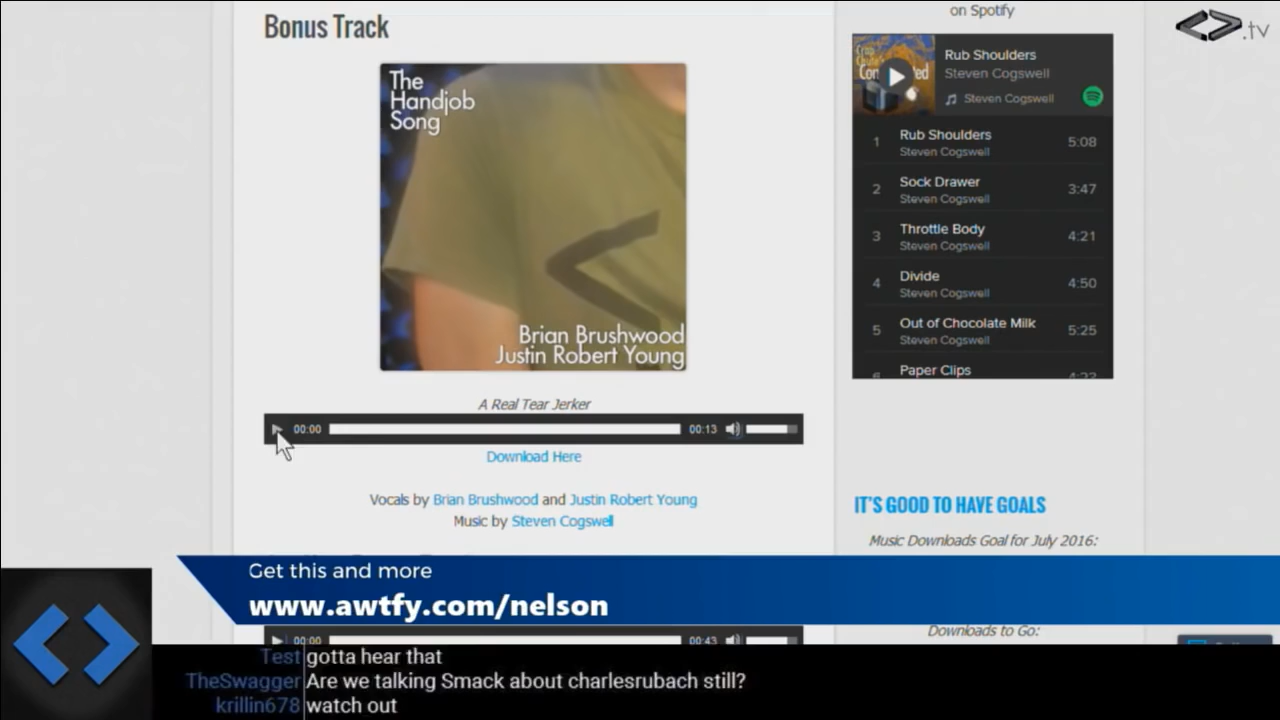 Bonus Track
The
Handjob
Song
Brian Brushwood
Justin Robert Young
A Real Tear Jerker
00:00
00:13
Download Here
Vocals by Brian Brushwood and Justin Robert Young
Music by Steven Cogswell
on Spotify
Rub Shoulders
Steven Cogswell
Steven Cogswell
1 Rub Shoulders 5:08
Steven Cogswell
2 Sock Drawer 3:47
Steven Cogswell
3 Throttle Body 4:21
Steven Cogswell
4 Divide 4:50
Steven Cogswell
5 Out of Chocolate Milk 5:25
Steven Cogswell
Paper Clips
IT'S GOOD TO HAVE GOALS
Music Downloads Goal for July 2016:
Downloads to Go:
.tv
Get this and more
www.awtfy.com/nelson
00:00
00:43
Test gotta hear that
TheSwagger Are we talking Smack about charlesrubach still?
krillin678 watch out